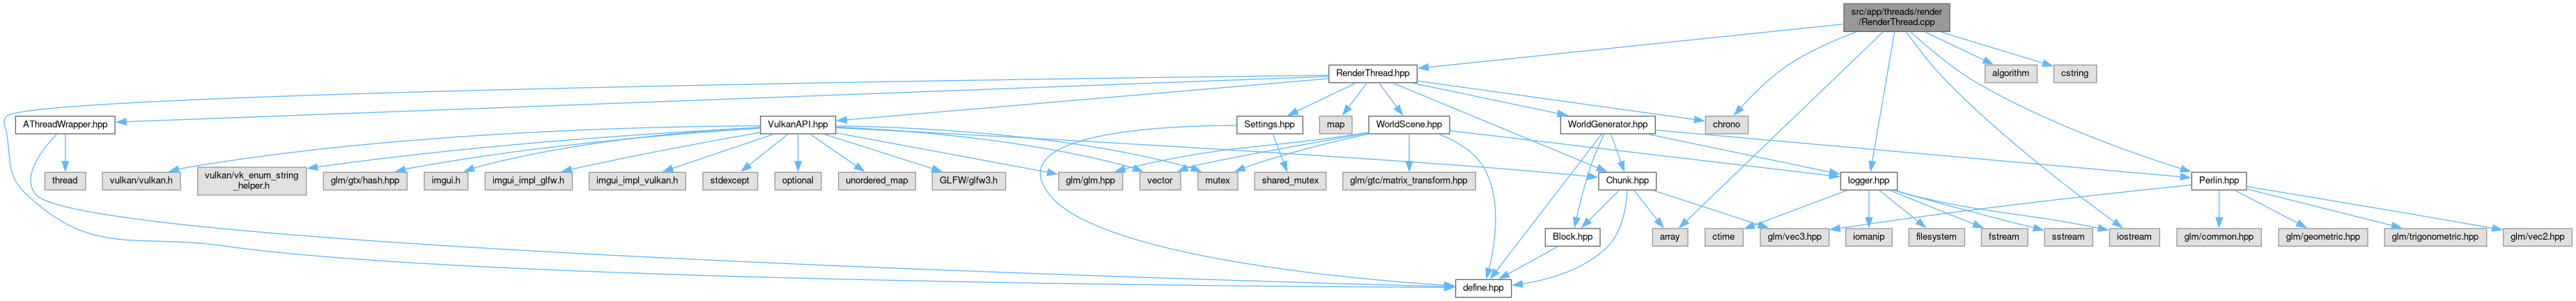 src/app/threads/render
/RenderThread.cpp
RenderThread.hpp
algorithm
cstring
AThreadWrapper.hpp
VulkanAPI.hpp
Settings.hpp
map
WorldScene.hpp
WorldGenerator.hpp
chrono
thread
vulkan/vulkan.h
vulkan/vk_enum_string
_helper.h
glm/gtx/hash.hpp
imgui.h
imgui_impl_glfw.h
imgui_impl_vulkan.h
stdexcept
optional
unordered_map
GLFW/glfw3.h
glm/glm.hpp
vector
mutex
shared_mutex
glm/gtc/matrix_transform.hpp
Chunk.hpp
logger.hpp
Perlin.hpp
Block.hpp
array
ctime
glm/vec3.hpp
iomanip
filesystem
fstream
sstream
iostream
glm/common.hpp
glm/geometric.hpp
glm/trigonometric.hpp
glm/vec2.hpp
define.hpp